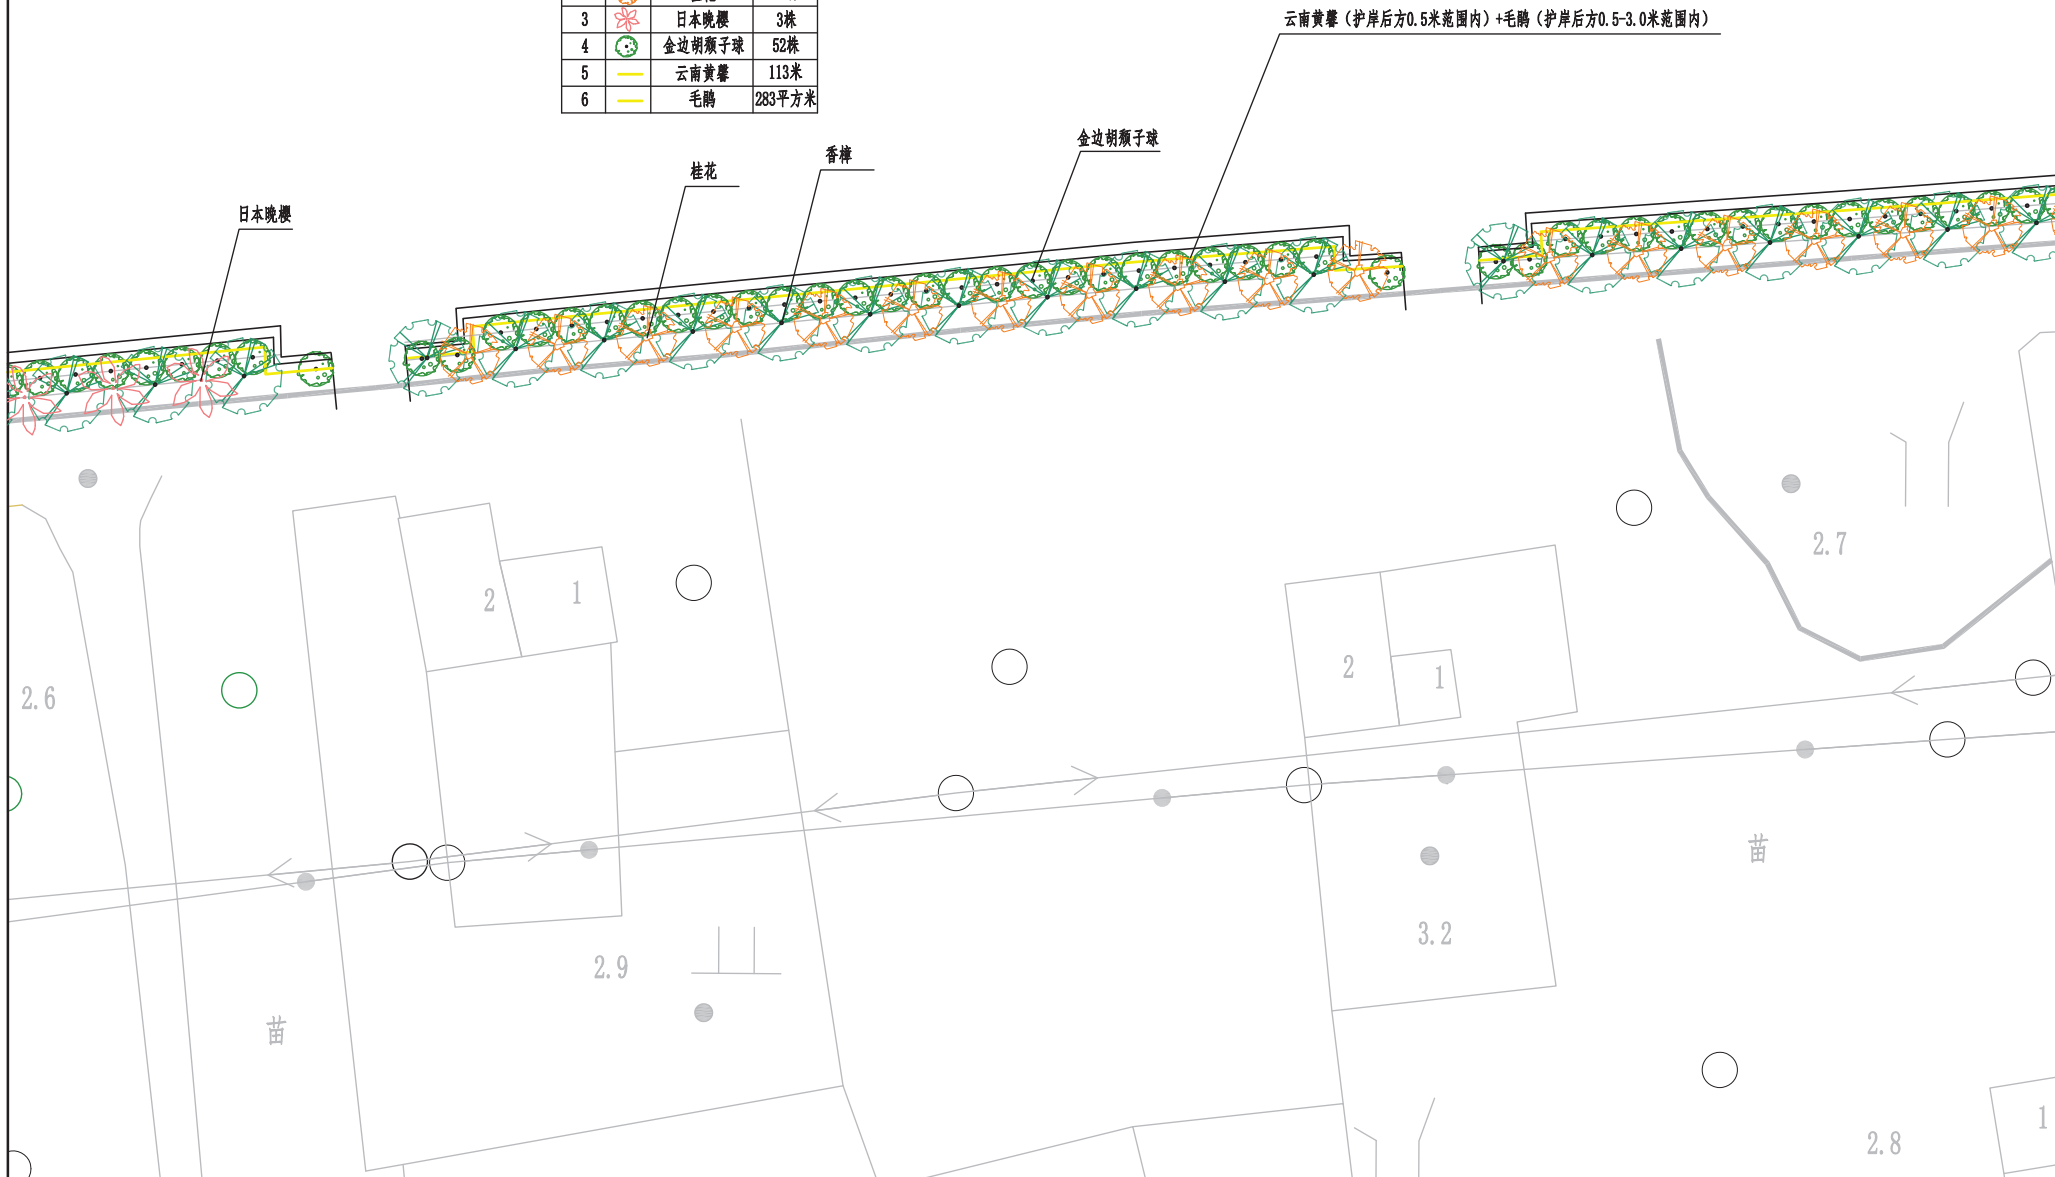 3 日本晚樱 3株
4 金边胡颓子球 52株
5 云南黄馨 113米
6 毛鹃 283平方米
云南黄馨（护岸后方0.5米范围内）+毛鹃（护岸后方0.5-3.0米范围内）
金边胡颓子球
香樟
桂花
日本晚樱
2.7
2
1
2
1
2.6
苗
3.2
2.9
苗
1
2.8